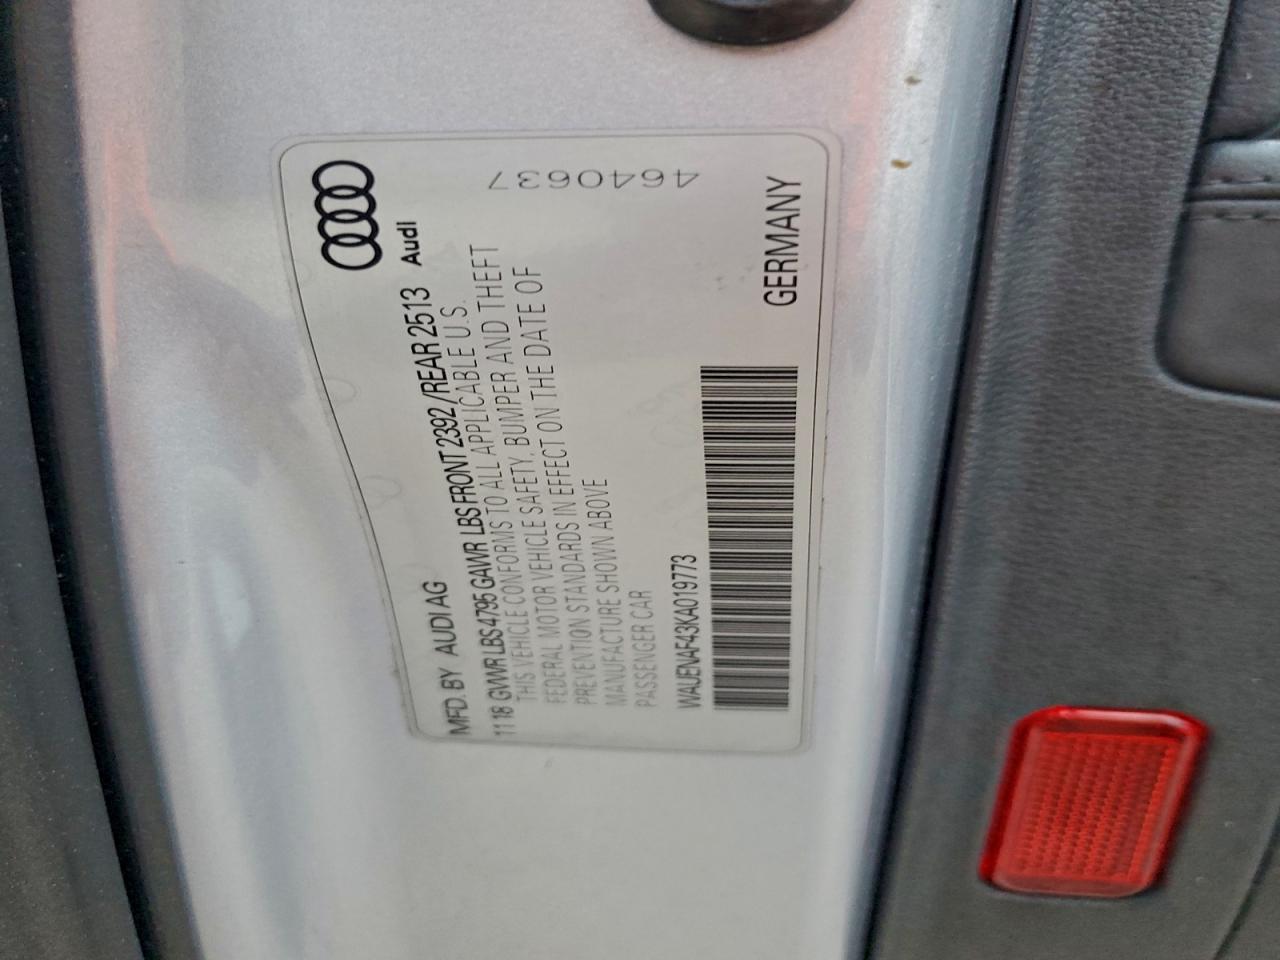 MFD. BY AUDI AG
Audi
11 18 GVWR LBS 4795 GAWR LBS FRONT 2392 / REAR 2513
THIS VEHICLE CONFORMS TO ALL APPLICABLE U.S.
FEDERAL MOTOR VEHICLE SAFETY, BUMPER AND THEFT
PREVENTION STANDARDS IN EFFECT ON THE DATE OF
MANUFACTURE SHOWN ABOVE
PASSENGER CAR
WAUENAF43KA019773
GERMANY
4640637